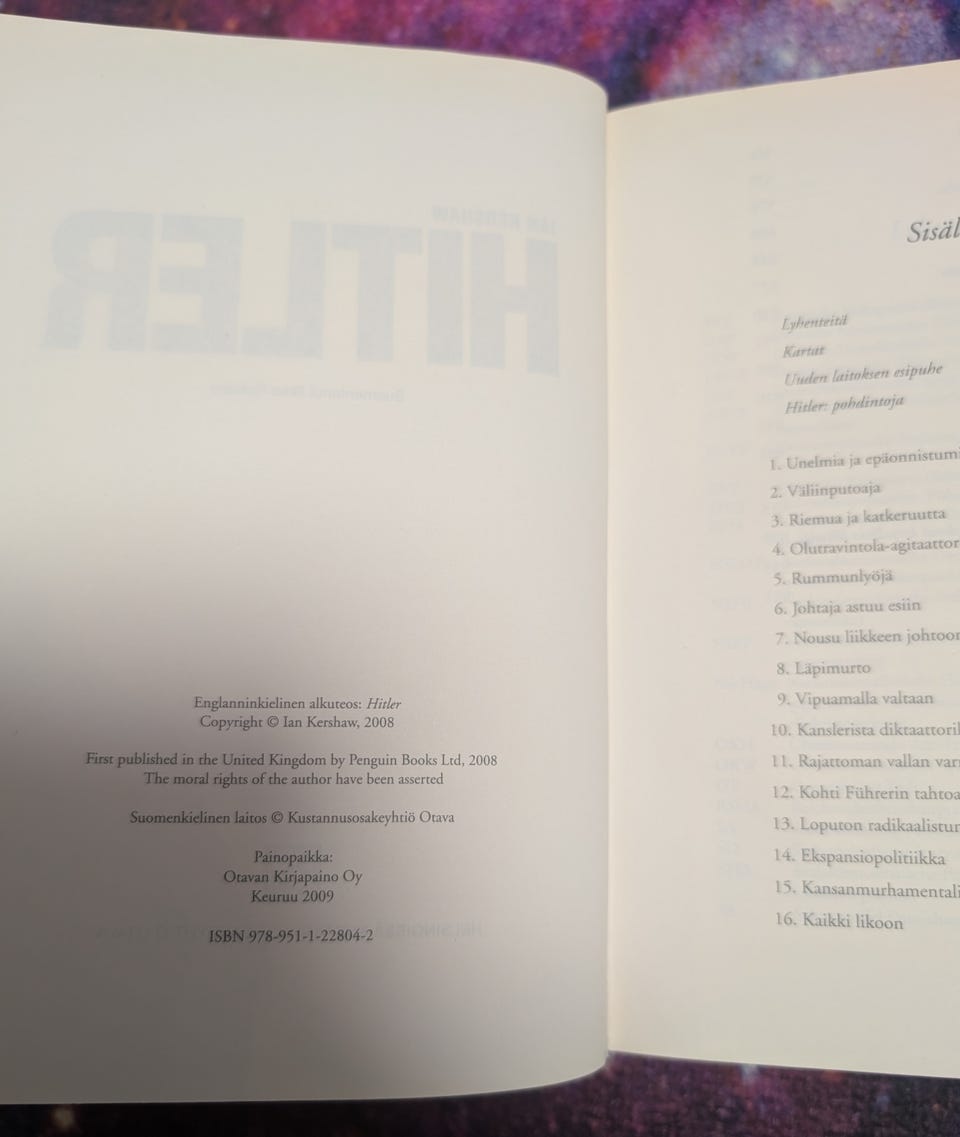 Englanninkielinen alkuteos: Hitler
Copyright © Ian Kershaw, 2008
First published in the United Kingdom by Penguin Books Ltd, 2008
The moral rights of the author have been asserted
Suomenkielinen laitos © Kustannusosakeyhtiö Otava
Painopaikka:
Otavan Kirjapaino Oy
Keuruu 2009
ISBN 978-951-1-22804-2
Sisäl
Lyhenteitä
Kartat
Uuden laitoksen esipuhe
Hitler: pohdintoja
1. Unelmia ja epäonnistumi
2. Väliinputoaja
3. Riemua ja katkeruutta
4. Olutravintola-agitaattor
5. Rummunlyöjä
6. Johtaja astuu esiin
7. Nousu liikkeen johtoon
8. Läpimurto
9. Vipuamalla valtaan
10. Kanslerista diktaattoril
11. Rajattoman vallan var
12. Kohti Führerin tahtoa
13. Loputon radikaalistu
14. Ekspansiopolitiikka
15. Kansanmurhamentali
16. Kaikki likoon